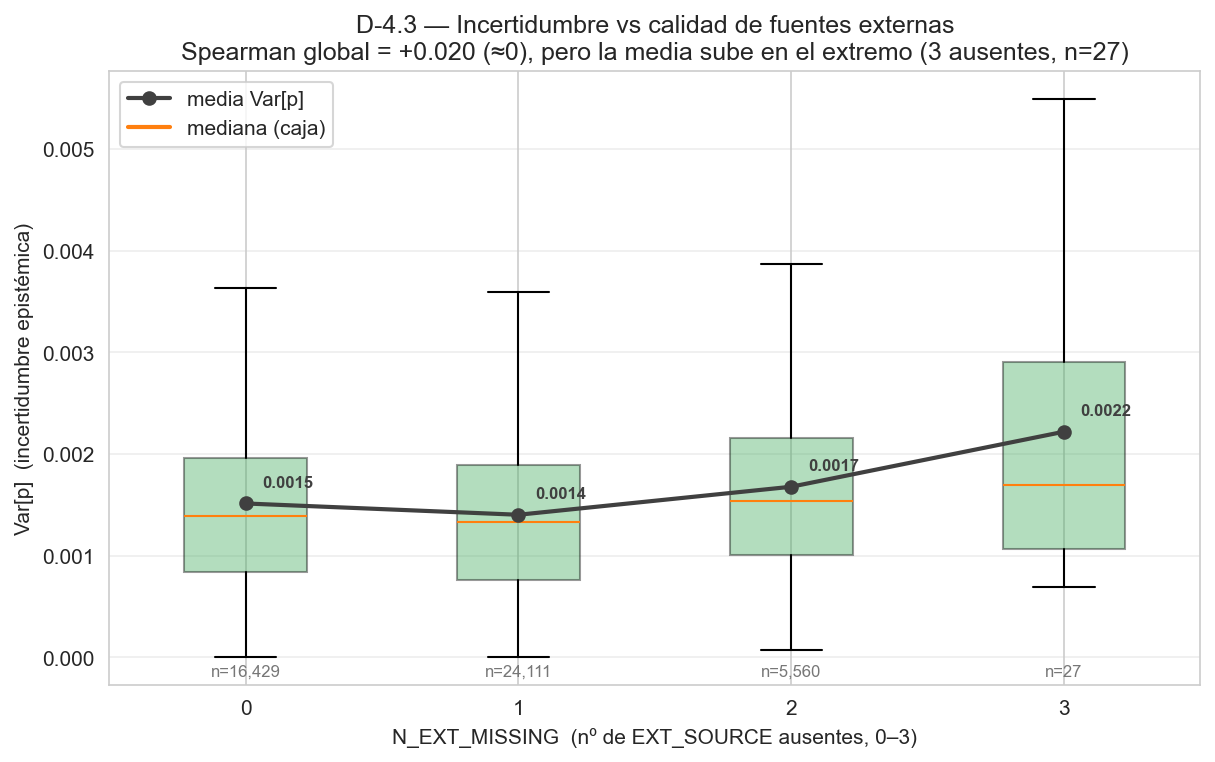 D-4.3 — Incertidumbre vs calidad de fuentes externas
Spearman global = +0.020 (≈0), pero la media sube en el extremo (3 ausentes, n=27)
media Var[p]
mediana (caja)
Var[p]  (incertidumbre epistémica)
0.005
0.004
0.003
0.002
0.001
0.000
0.0015
0.0014
0.0017
0.0022
n=16,429
n=24,111
n=5,560
n=27
0
1
2
3
N_EXT_MISSING  (nº de EXT_SOURCE ausentes, 0–3)